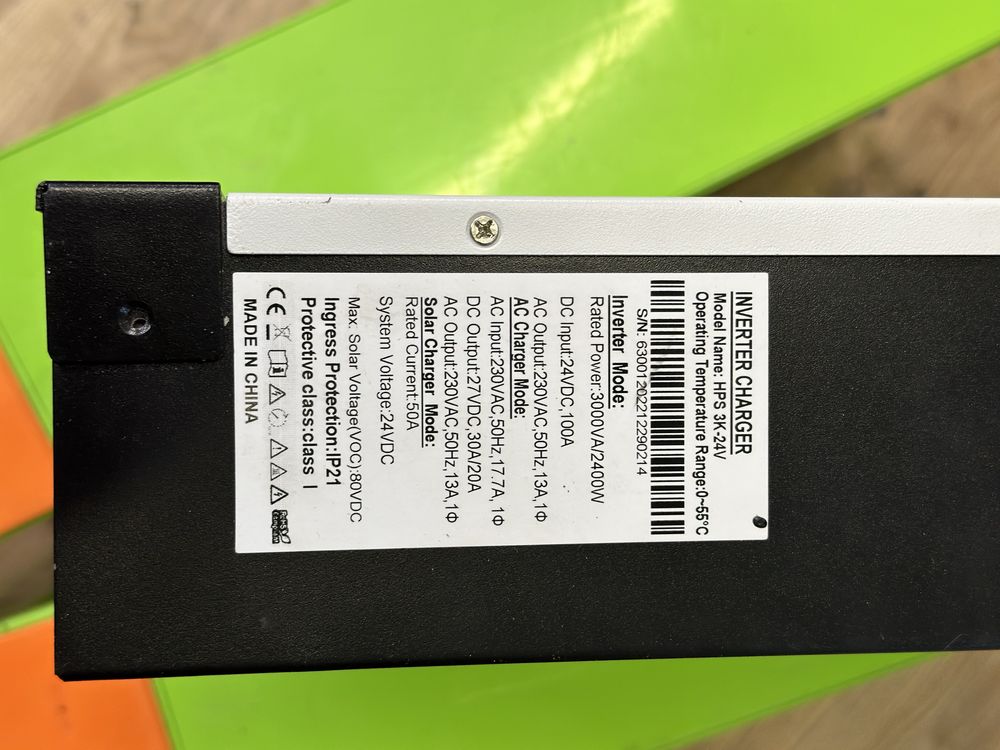 INVERTER CHARGER
Model Name: HPS 3K-24V
Operating Temperature Range:0~55°C
S/N: 63001202212290214
Inverter Mode:
Rated Power:3000VA/2400W
DC Input:24VDC,100A
AC Output:230VAC,50Hz,13A,1Φ
AC Charger Mode:
AC Input:230VAC,50Hz,17.7A, 1Φ
DC Output:27VDC,30A/20A
AC Output:230VAC,50Hz,13A,1Φ
Solar Charger Mode:
Rated Current:50A
System Voltage:24VDC
Max. Solar Voltage(VOC):80VDC
Ingress Protection:IP21
Protective class:class I
CE RoHS Compliant
MADE IN CHINA